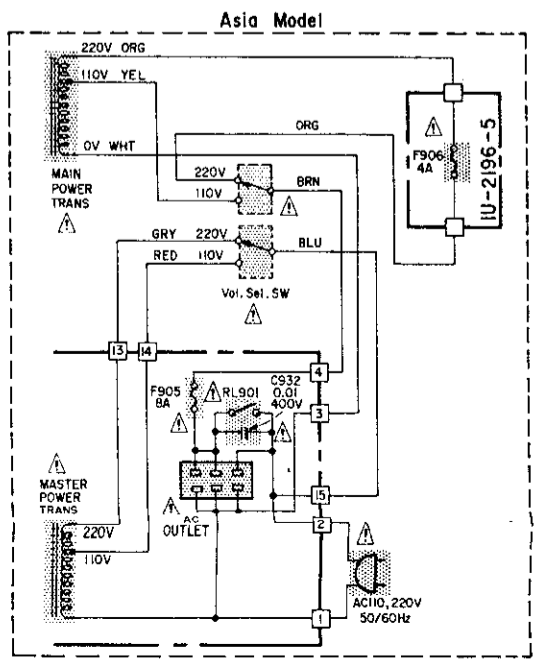 Asia Model
220V ORG
110V YEL
ORG
F906
4A
1U-2196-5
0V WHT
MAIN
POWER
TRANS
220V
110V
BRN
GRY 220V
BLU
RED 110V
Vol. Sel. SW
13
14
4
F905
8A
RL901
C932
0.01
400V
3
MASTER
POWER
TRANS
AC
OUTLET
15
2
220V
110V
1
AC110, 220V
50/60Hz